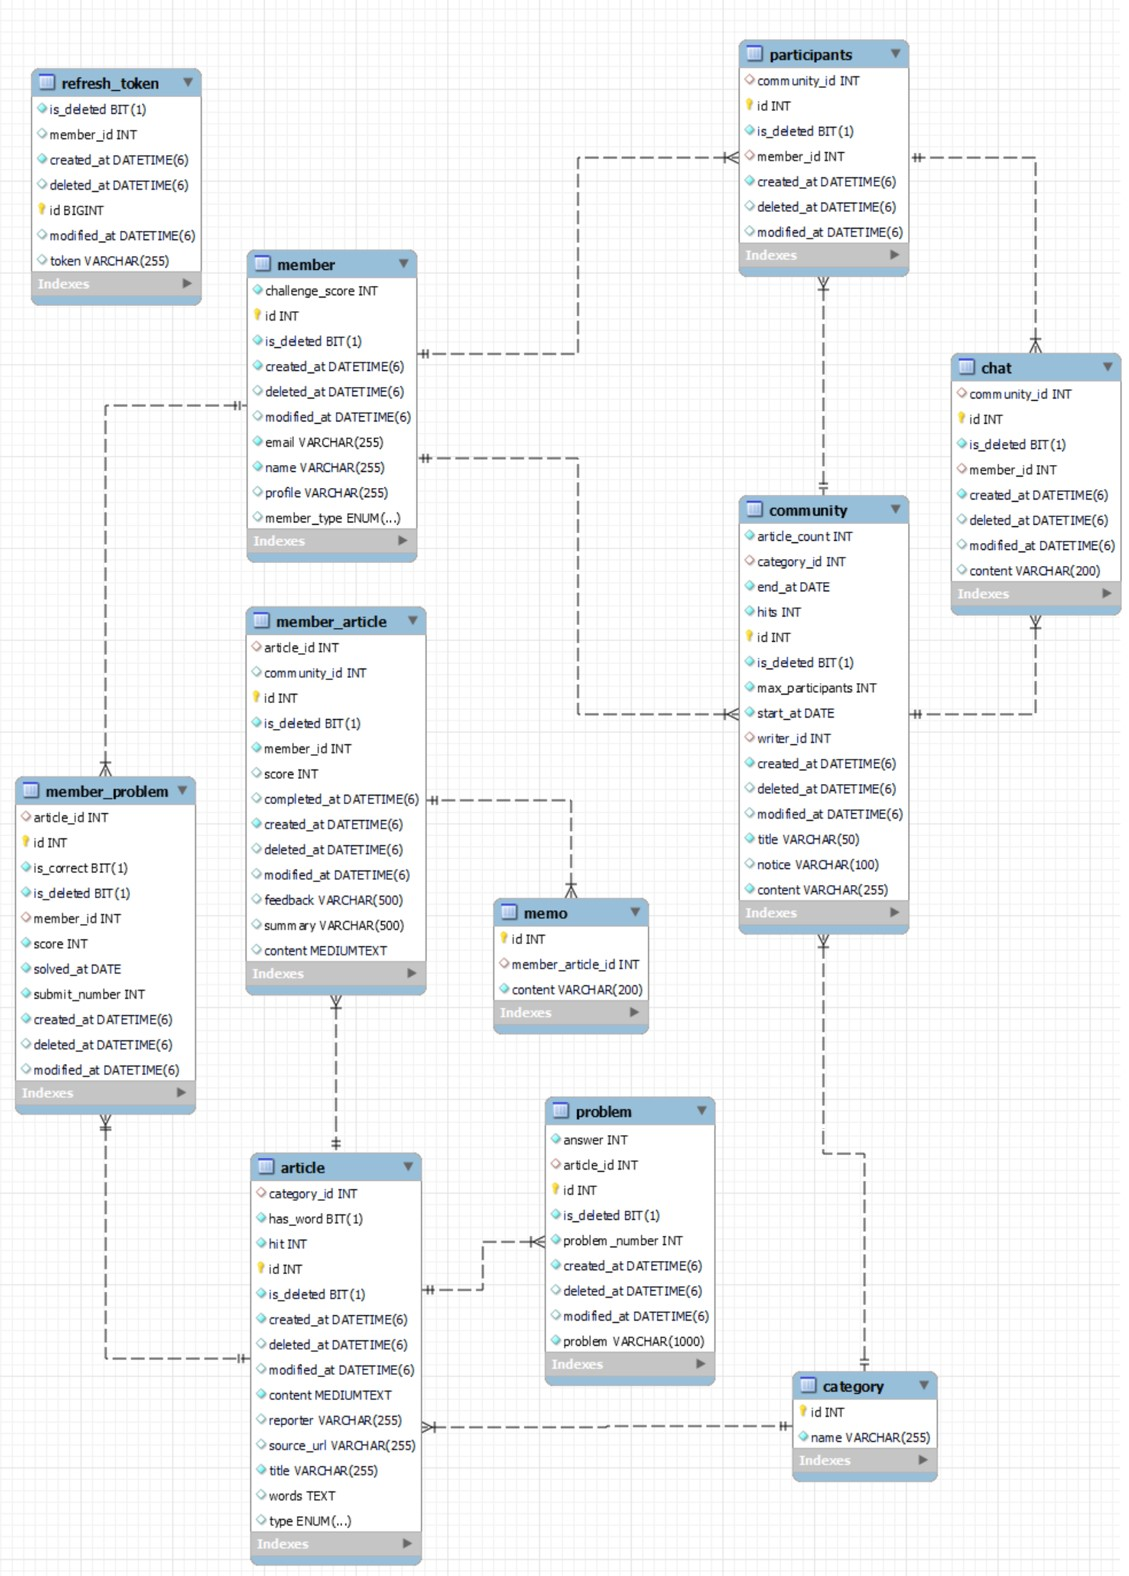 refresh_token
is_deleted BIT(1)
member_id INT
created_at DATETIME(6)
deleted_at DATETIME(6)
id BIGINT
modified_at DATETIME(6)
token VARCHAR(255)
Indexes
participants
community_id INT
id INT
is_deleted BIT(1)
member_id INT
created_at DATETIME(6)
deleted_at DATETIME(6)
modified_at DATETIME(6)
Indexes
member
challenge_score INT
id INT
is_deleted BIT(1)
created_at DATETIME(6)
deleted_at DATETIME(6)
modified_at DATETIME(6)
email VARCHAR(255)
name VARCHAR(255)
profile VARCHAR(255)
member_type ENUM(...)
Indexes
chat
community_id INT
id INT
is_deleted BIT(1)
member_id INT
created_at DATETIME(6)
deleted_at DATETIME(6)
modified_at DATETIME(6)
content VARCHAR(200)
Indexes
community
article_count INT
category_id INT
end_at DATE
hits INT
id INT
is_deleted BIT(1)
max_participants INT
start_at DATE
writer_id INT
created_at DATETIME(6)
deleted_at DATETIME(6)
modified_at DATETIME(6)
title VARCHAR(50)
notice VARCHAR(100)
content VARCHAR(255)
Indexes
member_article
article_id INT
community_id INT
id INT
is_deleted BIT(1)
member_id INT
score INT
completed_at DATETIME(6)
created_at DATETIME(6)
deleted_at DATETIME(6)
modified_at DATETIME(6)
feedback VARCHAR(500)
summary VARCHAR(500)
content MEDIUMTEXT
Indexes
member_problem
article_id INT
id INT
is_correct BIT(1)
is_deleted BIT(1)
member_id INT
score INT
solved_at DATE
submit_number INT
created_at DATETIME(6)
deleted_at DATETIME(6)
modified_at DATETIME(6)
Indexes
memo
id INT
member_article_id INT
content VARCHAR(200)
Indexes
problem
answer INT
article_id INT
id INT
is_deleted BIT(1)
problem_number INT
created_at DATETIME(6)
deleted_at DATETIME(6)
modified_at DATETIME(6)
problem VARCHAR(1000)
Indexes
article
category_id INT
has_word BIT(1)
hit INT
id INT
is_deleted BIT(1)
created_at DATETIME(6)
deleted_at DATETIME(6)
modified_at DATETIME(6)
content MEDIUMTEXT
reporter VARCHAR(255)
source_url VARCHAR(255)
title VARCHAR(255)
words TEXT
type ENUM(...)
Indexes
category
id INT
name VARCHAR(255)
Indexes